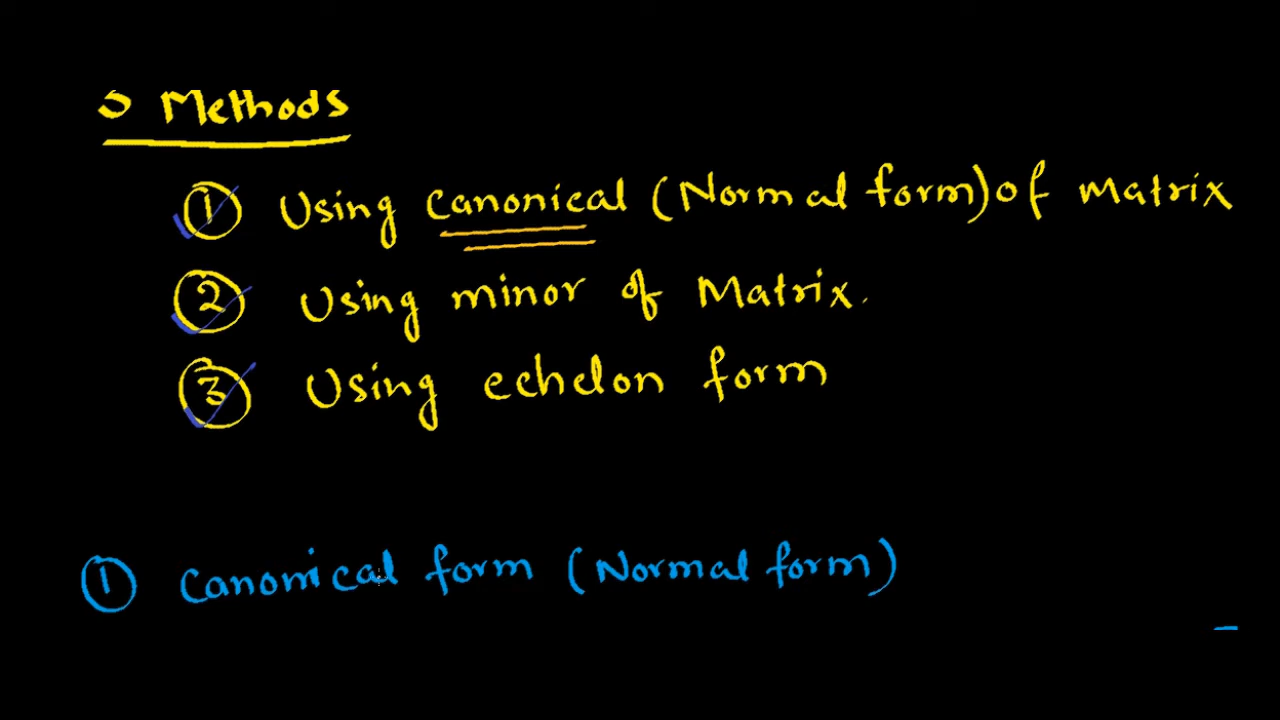 Methods
① Using canonical (Normal form) of Matrix
② Using minor of Matrix.
③ Using echelon form
① Canonical form (Normal form)